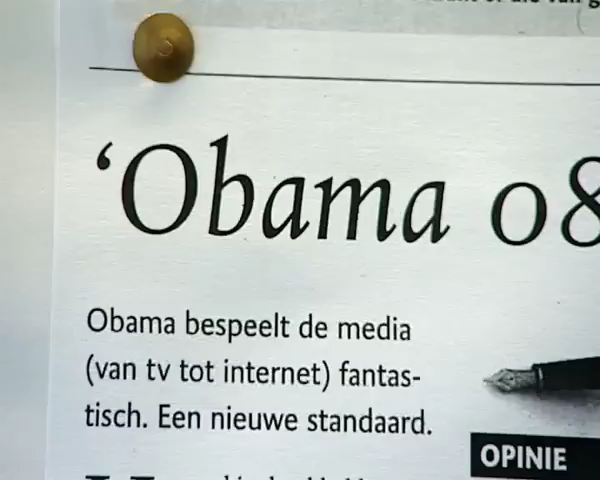 ‘Obama 08
Obama bespeelt de media
(van tv tot internet) fantas-
tisch. Een nieuwe standaard.
OPINIE